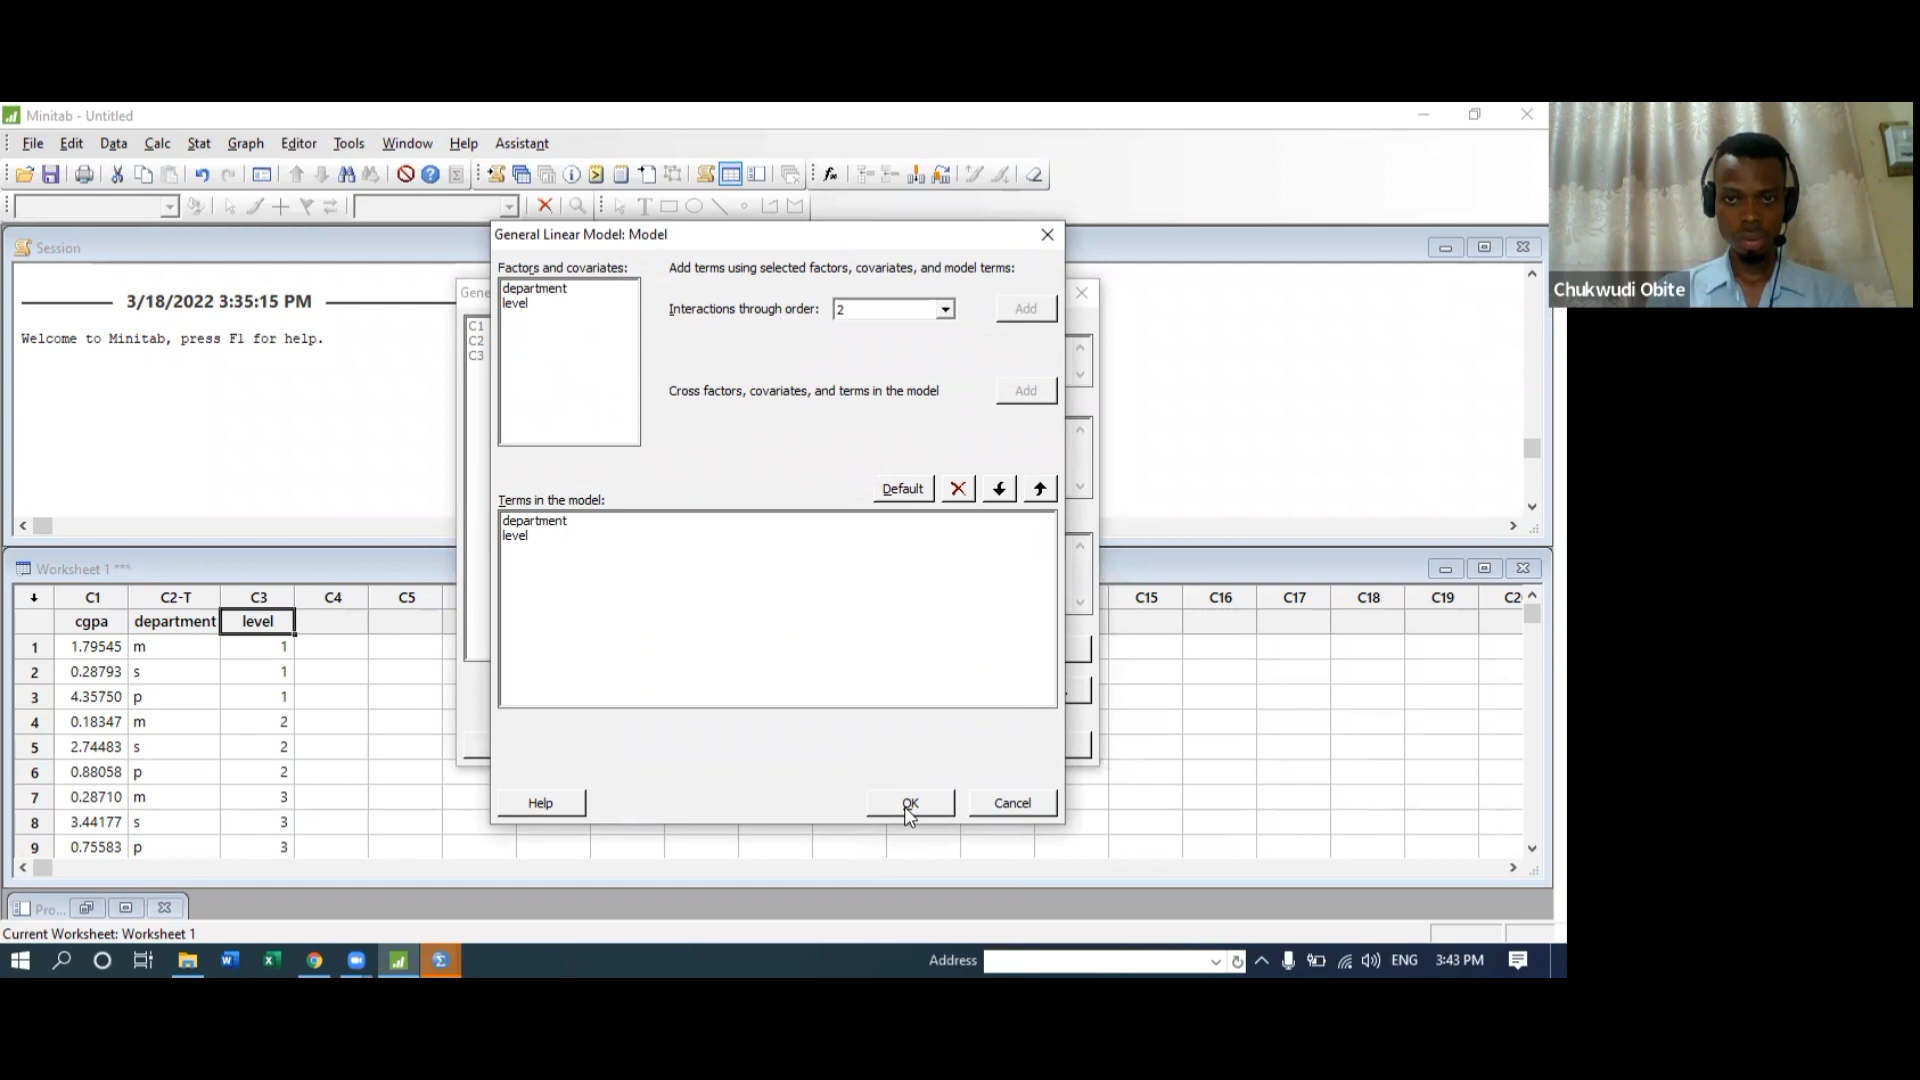 Minitab - Untitled
File Edit Data Calc Stat Graph Editor Tools Window Help Assistant
Session
3/18/2022 3:35:15 PM
Welcome to Minitab, press F1 for help.
Gene
C1
C2
C3
General Linear Model: Model
Factors and covariates:
department
level
Add terms using selected factors, covariates, and model terms:
Interactions through order: 2 Add
Cross factors, covariates, and terms in the model Add
Default
Terms in the model:
department
level
Help OK Cancel
Chukwudi Obite
Worksheet 1 ***
C1 C2-T C3 C4 C5 C15 C16 C17 C18 C19 C2
cgpa department level
1 1.79545 m 1
2 0.28793 s 1
3 4.35750 p 1
4 0.18347 m 2
5 2.74483 s 2
6 0.88058 p 2
7 0.28710 m 3
8 3.44177 s 3
9 0.75583 p 3
Pro...
Current Worksheet: Worksheet 1
Address ENG 3:43 PM